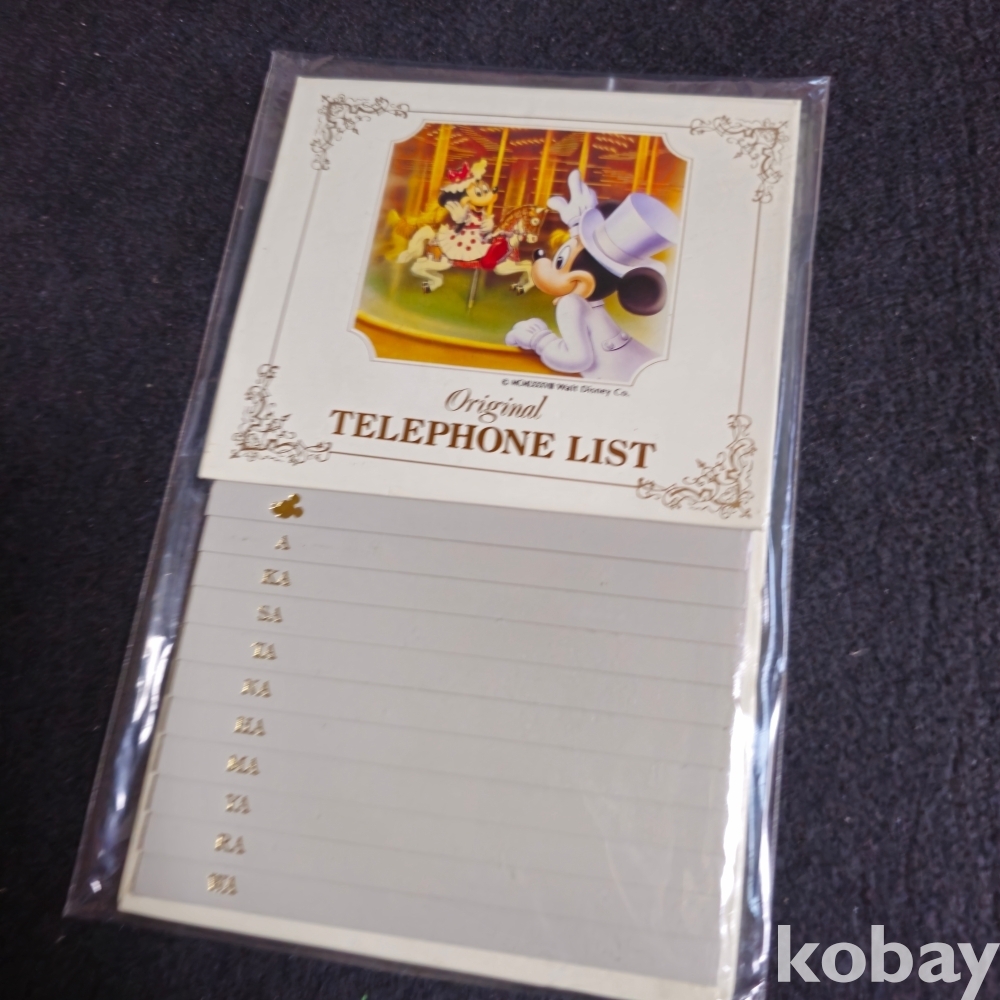 Walt Disney Co.
Original
TELEPHONE LIST
A
KA
SA
TA
NA
HA
MA
YA
RA
WA
kobay